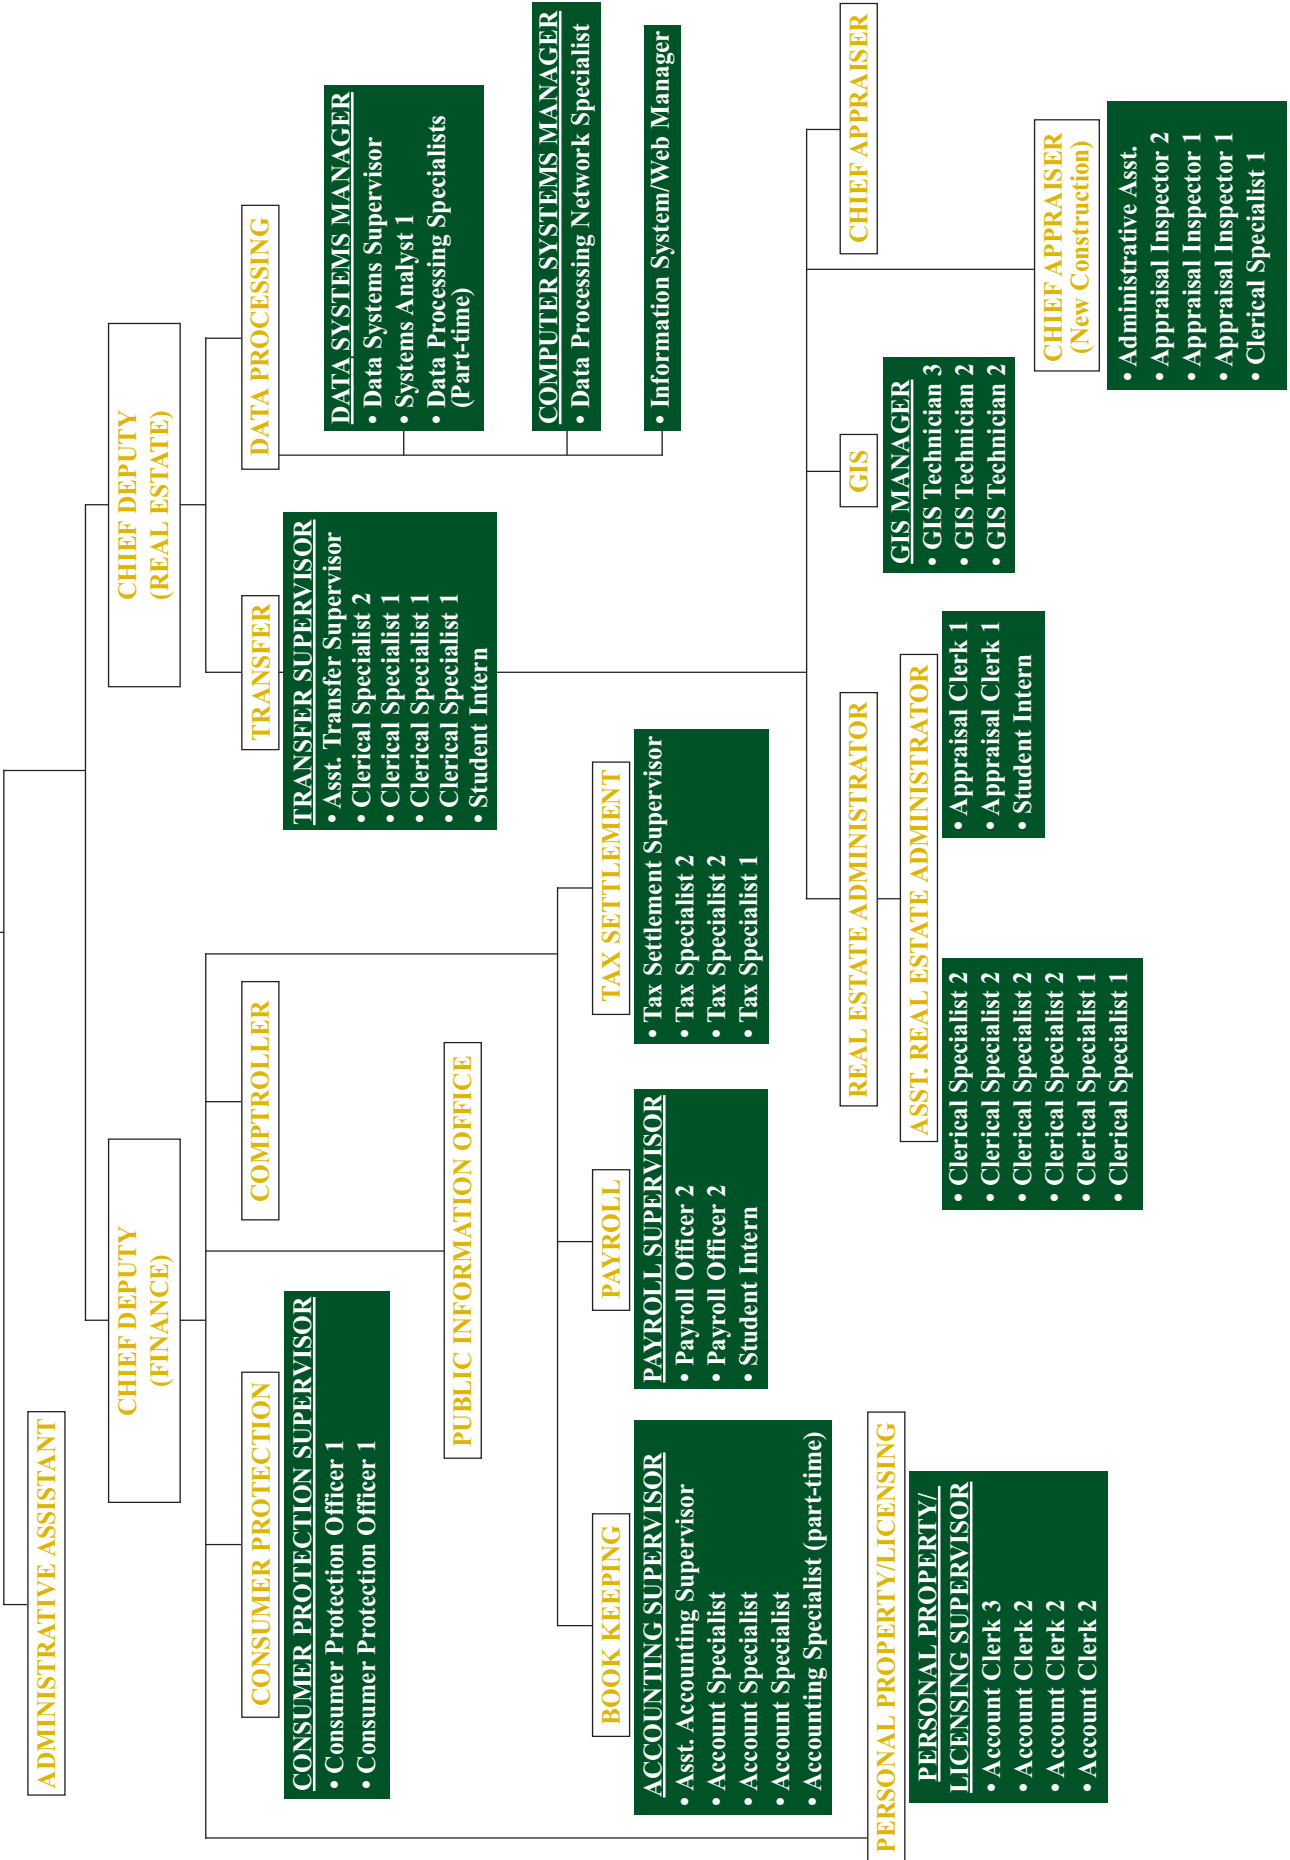 ADMINISTRATIVE ASSISTANT
CHIEF DEPUTY
(FINANCE)
CHIEF DEPUTY
(REAL ESTATE)
CONSUMER PROTECTION
CONSUMER PROTECTION SUPERVISOR
• Consumer Protection Officer 1
• Consumer Protection Officer 1
COMPTROLLER
PUBLIC INFORMATION OFFICE
TRANSFER
TRANSFER SUPERVISOR
• Asst. Transfer Supervisor
• Clerical Specialist 2
• Clerical Specialist 1
• Clerical Specialist 1
• Clerical Specialist 1
• Student Intern
DATA PROCESSING
DATA SYSTEMS MANAGER
• Data Systems Supervisor
• Systems Analyst 1
• Data Processing Specialists
(Part-time)
COMPUTER SYSTEMS MANAGER
• Data Processing Network Specialist
• Information System/Web Manager
BOOK KEEPING
ACCOUNTING SUPERVISOR
• Asst. Accounting Supervisor
• Account Specialist
• Account Specialist
• Account Specialist
• Accounting Specialist (part-time)
PAYROLL
PAYROLL SUPERVISOR
• Payroll Officer 2
• Payroll Officer 2
• Student Intern
TAX SETTLEMENT
• Tax Settlement Supervisor
• Tax Specialist 2
• Tax Specialist 2
• Tax Specialist 1
PERSONAL PROPERTY/LICENSING
PERSONAL PROPERTY/
LICENSING SUPERVISOR
• Account Clerk 3
• Account Clerk 2
• Account Clerk 2
• Account Clerk 2
REAL ESTATE ADMINISTRATOR
ASST. REAL ESTATE ADMINISTRATOR
• Clerical Specialist 2
• Clerical Specialist 2
• Clerical Specialist 2
• Clerical Specialist 2
• Clerical Specialist 1
• Clerical Specialist 1
• Appraisal Clerk 1
• Appraisal Clerk 1
• Student Intern
GIS
GIS MANAGER
• GIS Technician 3
• GIS Technician 2
• GIS Technician 2
CHIEF APPRAISER
CHIEF APPRAISER
(New Construction)
• Administrative Asst.
• Appraisal Inspector 2
• Appraisal Inspector 1
• Appraisal Inspector 1
• Clerical Specialist 1